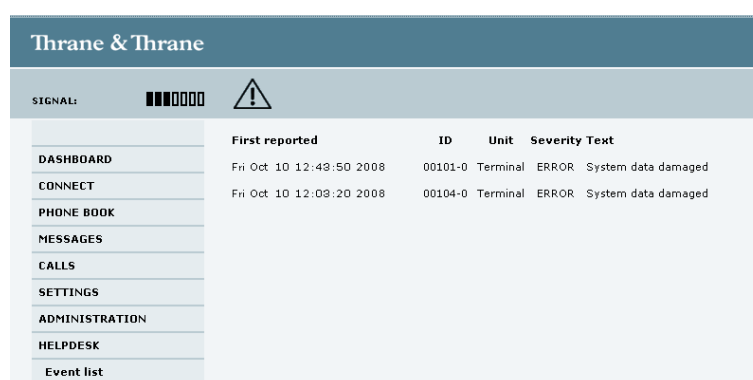 Thrane & Thrane
SIGNAL:
First reported ID Unit Severity Text
Fri Oct 10 12:43:50 2008 00101-0 Terminal ERROR System data damaged
Fri Oct 10 12:03:20 2008 00104-0 Terminal ERROR System data damaged
DASHBOARD
CONNECT
PHONE BOOK
MESSAGES
CALLS
SETTINGS
ADMINISTRATION
HELPDESK
Event list